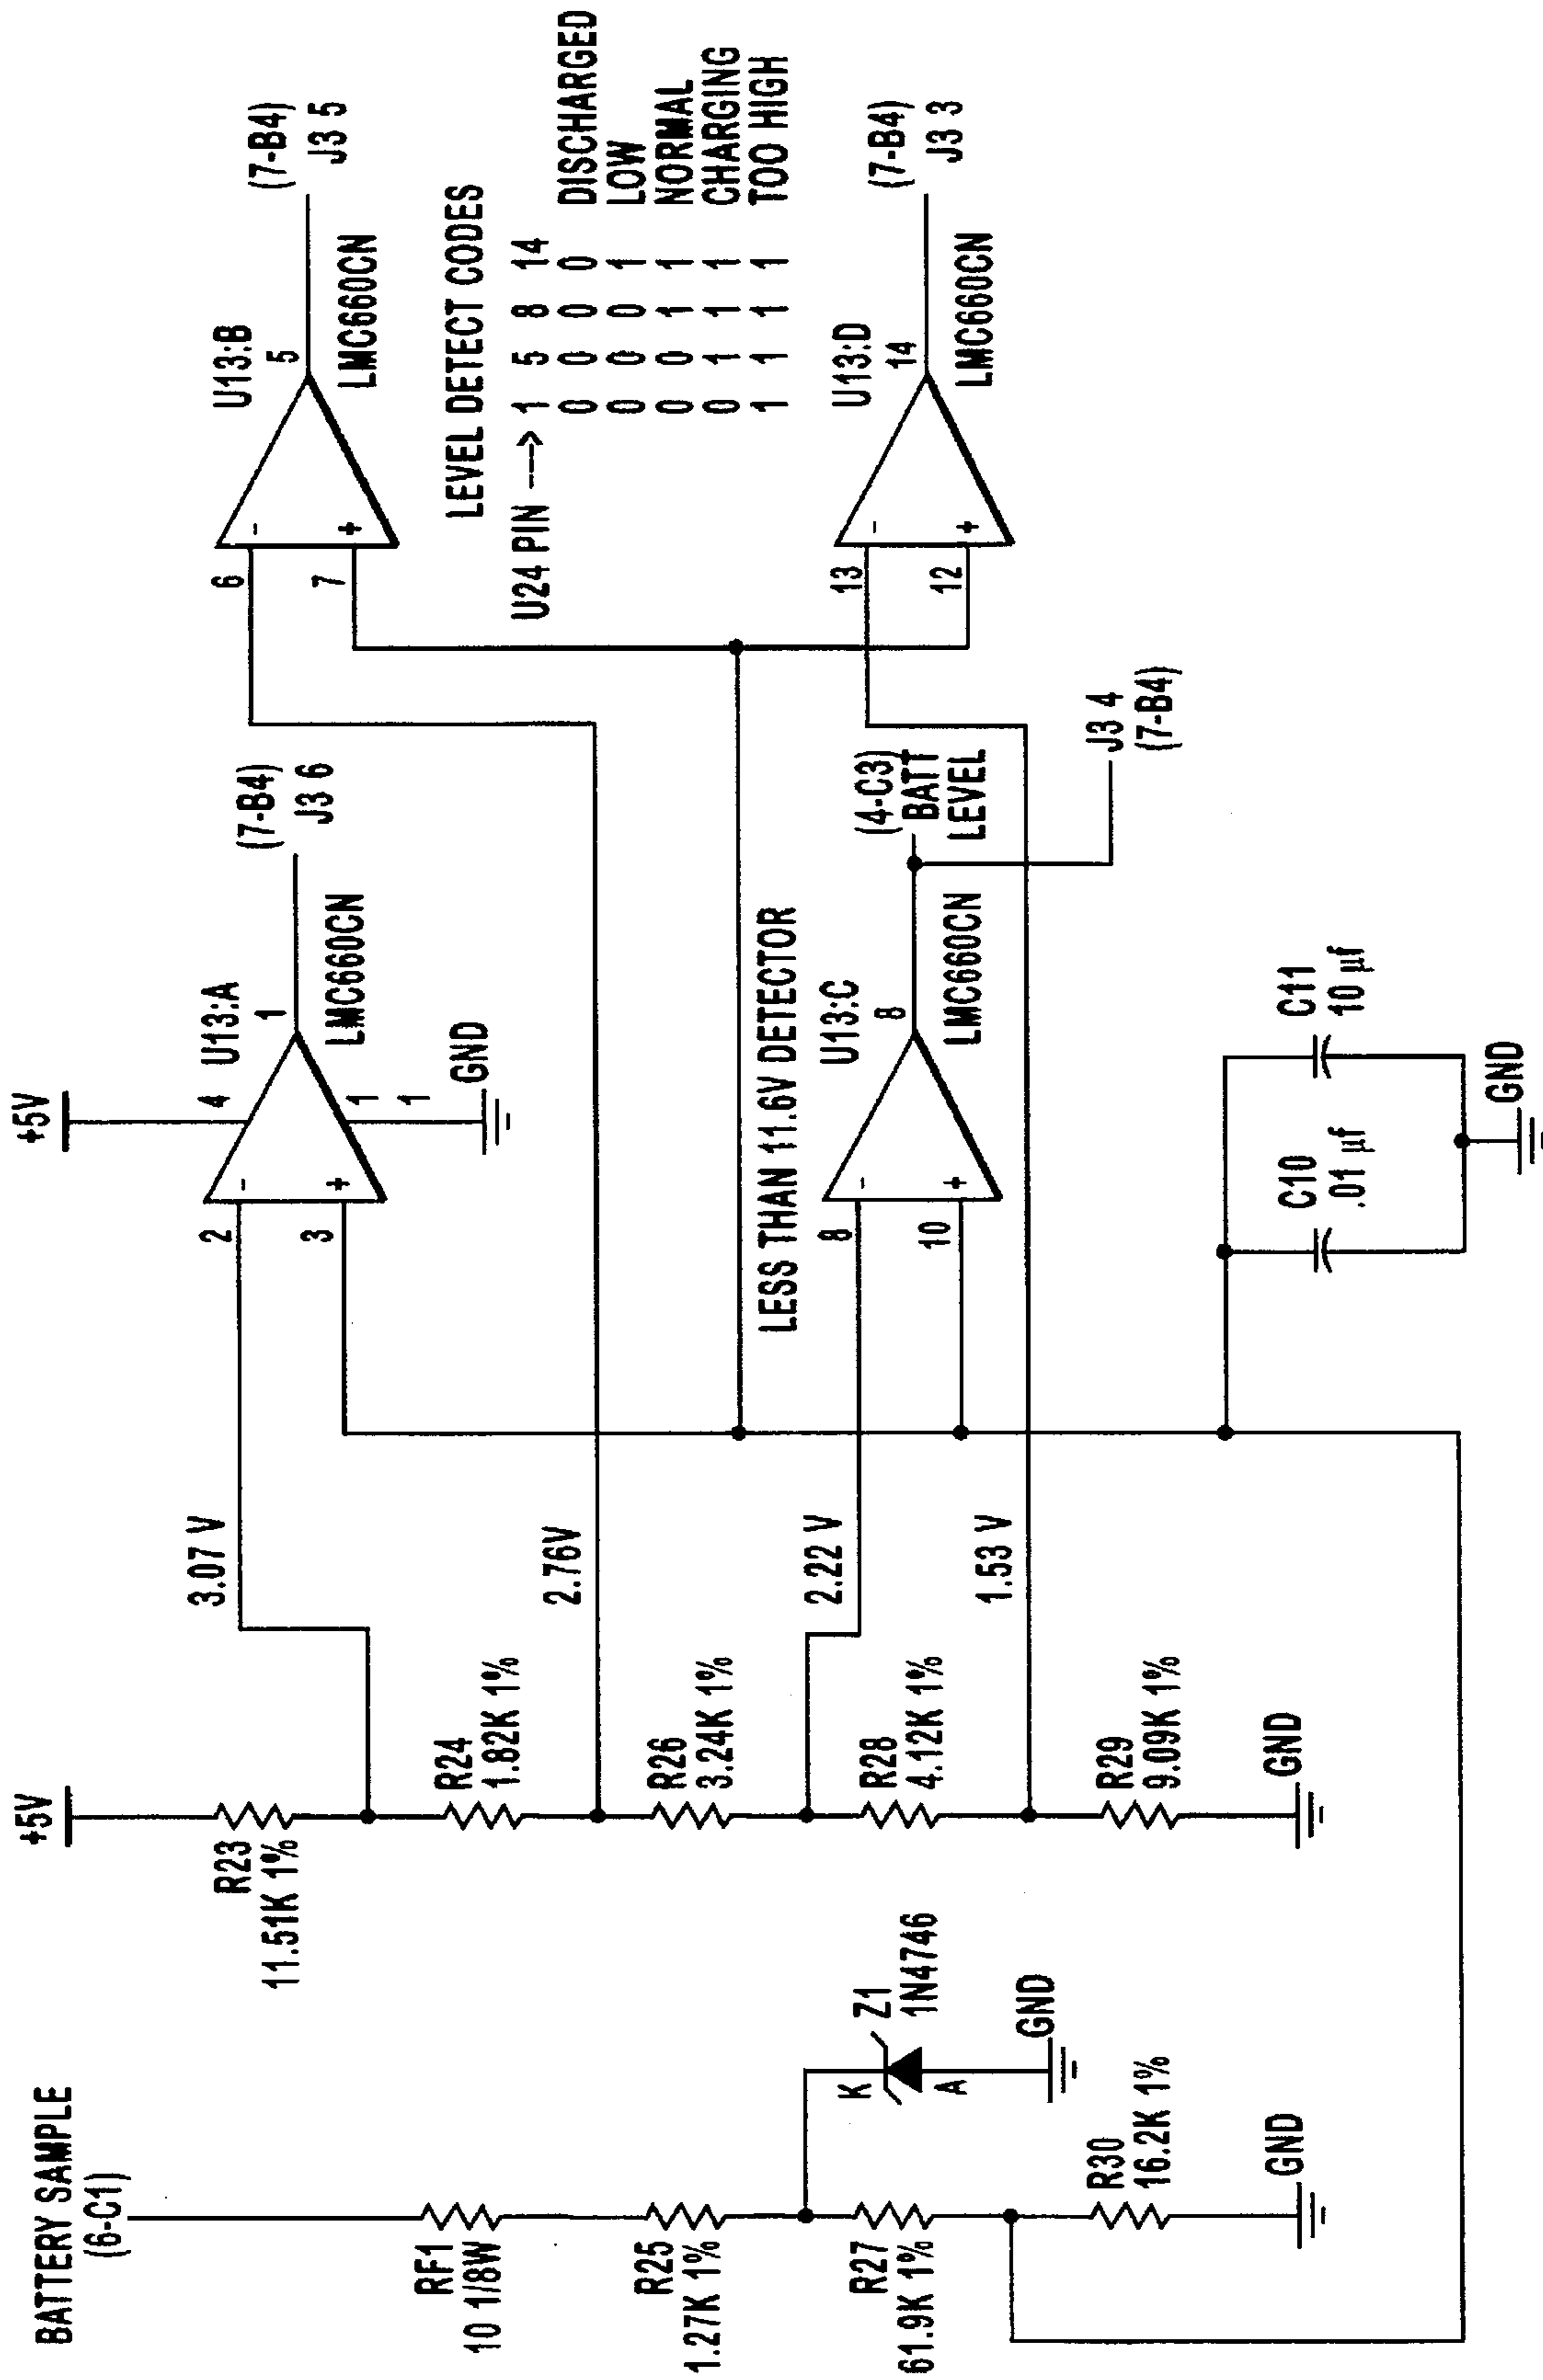 BATTERY SAMPLE
(6-C1)
RF1
10 1/8W
R25
1.27K 1%
R27
61.9K 1%
R30
16.2K 1%
GND
K
A
Z1
1N4746
GND
+5V
R23
11.51K 1%
R24
1.82K 1%
R26
3.24K 1%
R28
4.12K 1%
R29
9.09K 1%
GND
3.07 V
2.76V
2.22 V
1.53 V
+5V
2
3
-
+
4
1
1
GND
U13:A
1
LMC660CN
(7-B4)
J3 6
LESS THAN 11.6V DETECTOR
8
10
-
+
U13:C
8
LMC660CN
(4-C3)
BATT
LEVEL
J3 4
(7-B4)
C10
.01 µf
C11
10 µf
GND
6
7
-
+
U13:B
5
LMC660CN
(7-B4)
J3 5
LEVEL DETECT CODES
U24 PIN ---> 1 5 8 14
0 0 0 0 DISCHARGED
0 0 0 1 LOW
0 0 1 1 NORMAL
0 1 1 1 CHARGING
1 1 1 1 TOO HIGH
13
12
-
+
U13:D
14
LMC660CN
(7-B4)
J3 3